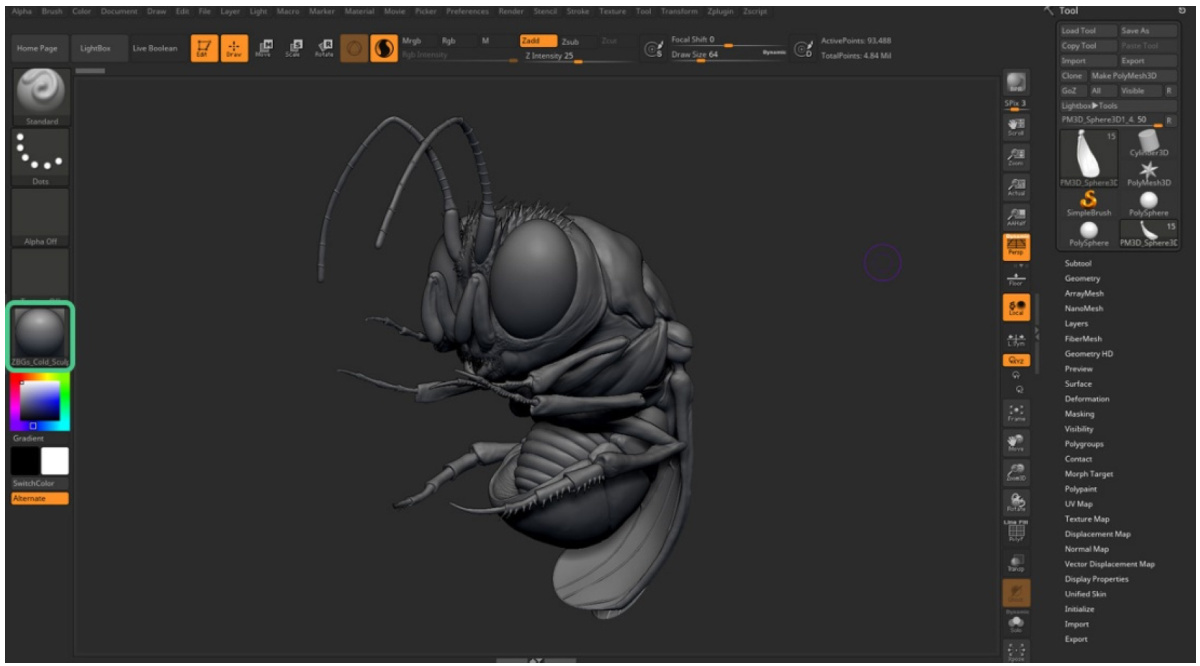 Alpha Brush Color Document Draw Edit File Layer Light Macro Marker Material Movie Picker Preferences Render Stencil Stroke Texture Tool Transform Zplugin Zscript
Tool
Home Page
LightBox
Live Boolean
Edit
Draw
Move
Scale
Rotate
Mrgb Rgb M
Rgb Intensity
Zadd Zsub Zcut
Z Intensity 25
Focal Shift 0
Draw Size 64
Dynamic
ActivePoints: 93,488
TotalPoints: 4.84 Mil
Standard
Dots
Alpha Off
ZBGs_Cold_Sculp
Gradient
SwitchColor
Alternate
SPix 3
Scroll
Zoom
Actual
AAHalf
Persp
Floor
Local
L.Sym
Frame
Move
Zoom3D
Rotate
Line Fill
PolyF
Transp
Dynamic
Solo
Load Tool Save As
Copy Tool Paste Tool
Import Export
Clone Make PolyMesh3D
GoZ All Visible R
Lightbox▶Tools
PM3D_Sphere3D1_4. 50 R
15
PM3D_Sphere3D
Cylinder3D
PolyMesh3D
SimpleBrush
PolySphere
15
PolySphere
PM3D_Sphere3D
Subtool
Geometry
ArrayMesh
NanoMesh
Layers
FiberMesh
Geometry HD
Preview
Surface
Deformation
Masking
Visibility
Polygroups
Contact
Morph Target
Polypaint
UV Map
Texture Map
Displacement Map
Normal Map
Vector Displacement Map
Display Properties
Unified Skin
Initialize
Import
Export